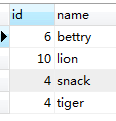 id name
6 bettry
10 lion
4 snack
4 tiger